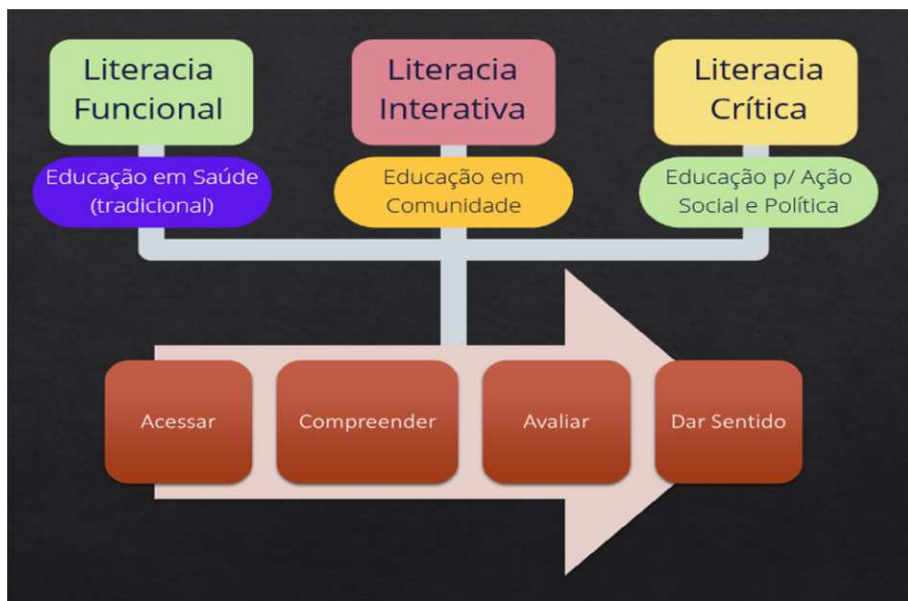 Literacia
Funcional
Literacia
Interativa
Literacia
Crítica
Educação em Saúde
(tradicional)
Educação em
Comunidade
Educação p/ Ação
Social e Política
Acessar
Compreender
Avaliar
Dar Sentido